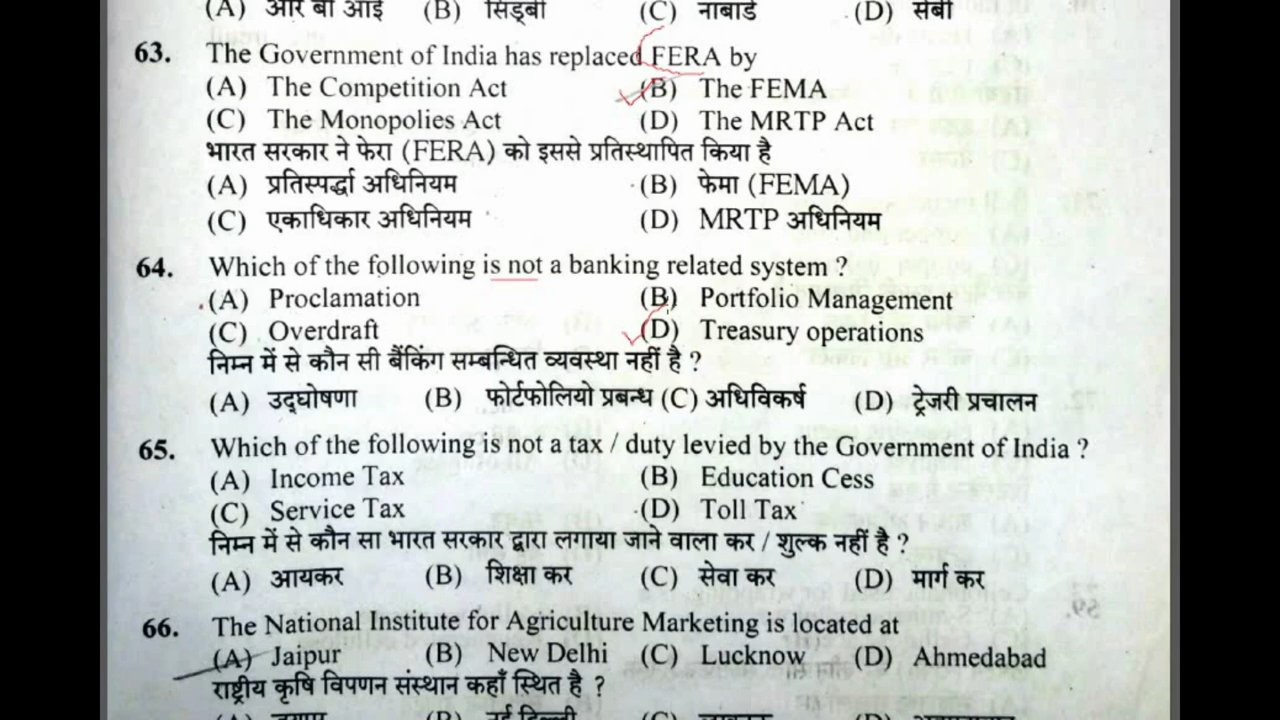 (A) आर बी आई (B) सिड्बी (C) नाबार्ड (D) सेबी
63. The Government of India has replaced FERA by
(A) The Competition Act (B) The FEMA
(C) The Monopolies Act (D) The MRTP Act
भारत सरकार ने फेरा (FERA) को इससे प्रतिस्थापित किया है
(A) प्रतिस्पर्द्धा अधिनियम (B) फेमा (FEMA)
(C) एकाधिकार अधिनियम (D) MRTP अधिनियम
64. Which of the following is not a banking related system ?
(A) Proclamation (B) Portfolio Management
(C) Overdraft (D) Treasury operations
निम्न में से कौन सी बैंकिंग सम्बन्धित व्यवस्था नहीं है ?
(A) उद्घोषणा (B) फोर्टफोलियो प्रबन्ध (C) अधिविकर्ष (D) ट्रेजरी प्रचालन
65. Which of the following is not a tax / duty levied by the Government of India ?
(A) Income Tax (B) Education Cess
(C) Service Tax (D) Toll Tax
निम्न में से कौन सा भारत सरकार द्वारा लगाया जाने वाला कर / शुल्क नहीं है ?
(A) आयकर (B) शिक्षा कर (C) सेवा कर (D) मार्ग कर
66. The National Institute for Agriculture Marketing is located at
(A) Jaipur (B) New Delhi (C) Lucknow (D) Ahmedabad
राष्ट्रीय कृषि विपणन संस्थान कहाँ स्थित है ?
(A) (B) नई दिल्ली (C) (D)